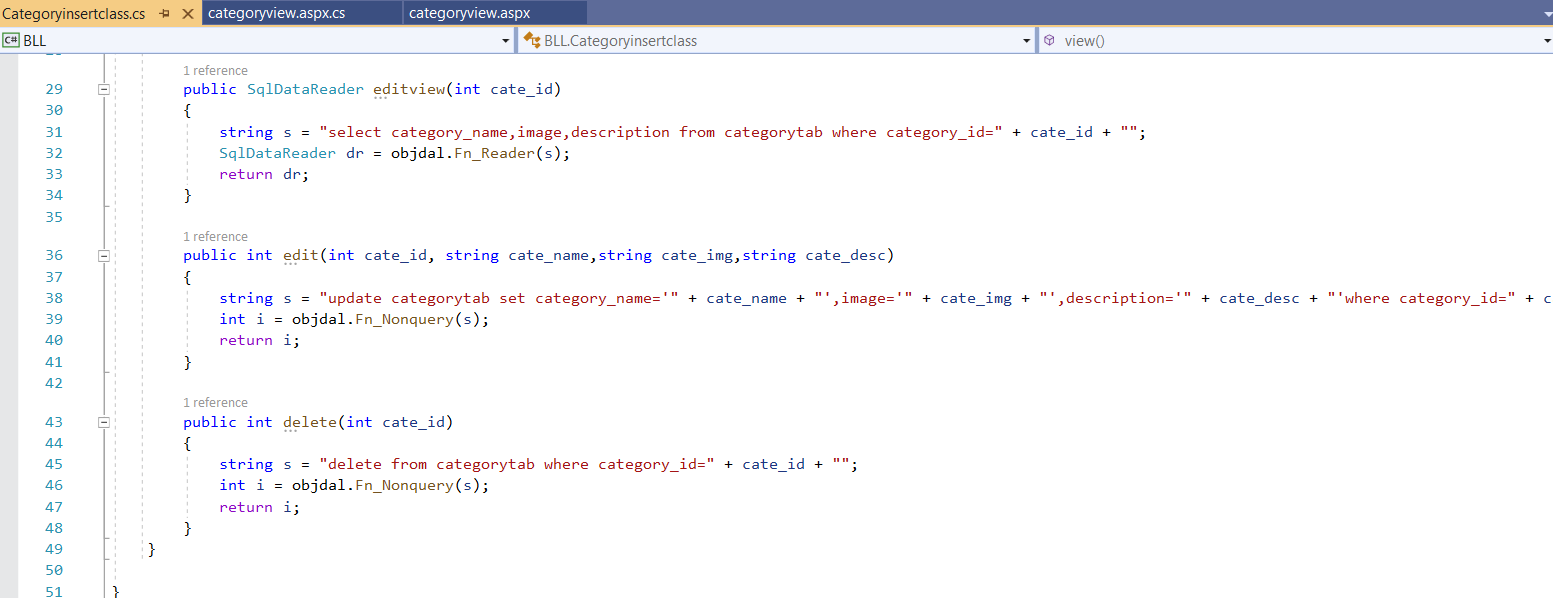 Categoryinsertclass.cs categoryview.aspx.cs categoryview.aspx
C# BLL BLL.Categoryinsertclass view()
1 reference
29 public SqlDataReader editview(int cate_id)
30 {
31 string s = "select category_name,image,description from categorytab where category_id=" + cate_id + "";
32 SqlDataReader dr = objdal.Fn_Reader(s);
33 return dr;
34 }
35
1 reference
36 public int edit(int cate_id, string cate_name,string cate_img,string cate_desc)
37 {
38 string s = "update categorytab set category_name='" + cate_name + "',image='" + cate_img + "',description='" + cate_desc + "'where category_id=" + c
39 int i = objdal.Fn_Nonquery(s);
40 return i;
41 }
42
1 reference
43 public int delete(int cate_id)
44 {
45 string s = "delete from categorytab where category_id=" + cate_id + "";
46 int i = objdal.Fn_Nonquery(s);
47 return i;
48 }
49 }
50
51 }